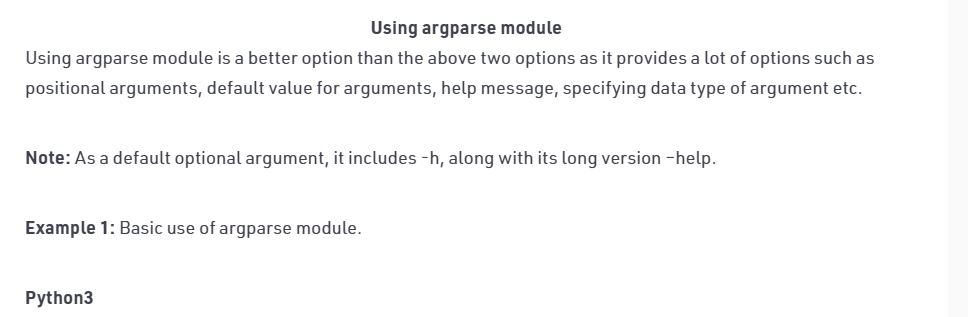 Using argparse module
Using argparse module is a better option than the above two options as it provides a lot of options such as
positional arguments, default value for arguments, help message, specifying data type of argument etc.
Note: As a default optional argument, it includes -h, along with its long version –help.
Example 1: Basic use of argparse module.
Python3